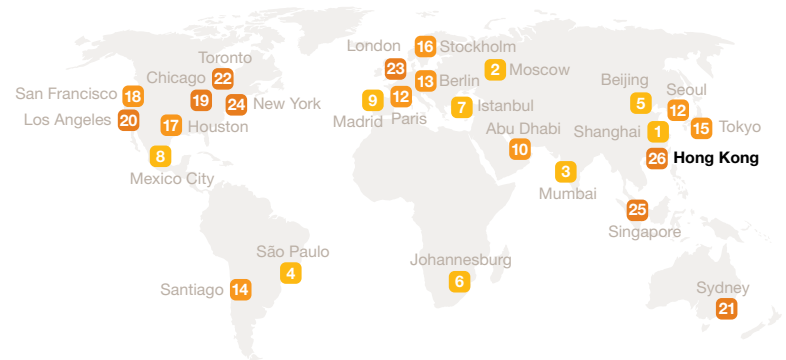 London
16 Stockholm
Toronto
23
2 Moscow
Chicago 22
13 Berlin
Beijing
Seoul
San Francisco 18
19
24 New York
9
12
7 Istanbul
5
12
Los Angeles 20
17 Houston
Madrid Paris
Abu Dhabi
Shanghai 1
15 Tokyo
8
10
26 Hong Kong
Mexico City
3
Mumbai
25
Singapore
São Paulo
4
Johannesburg
6
Santiago 14
Sydney
21